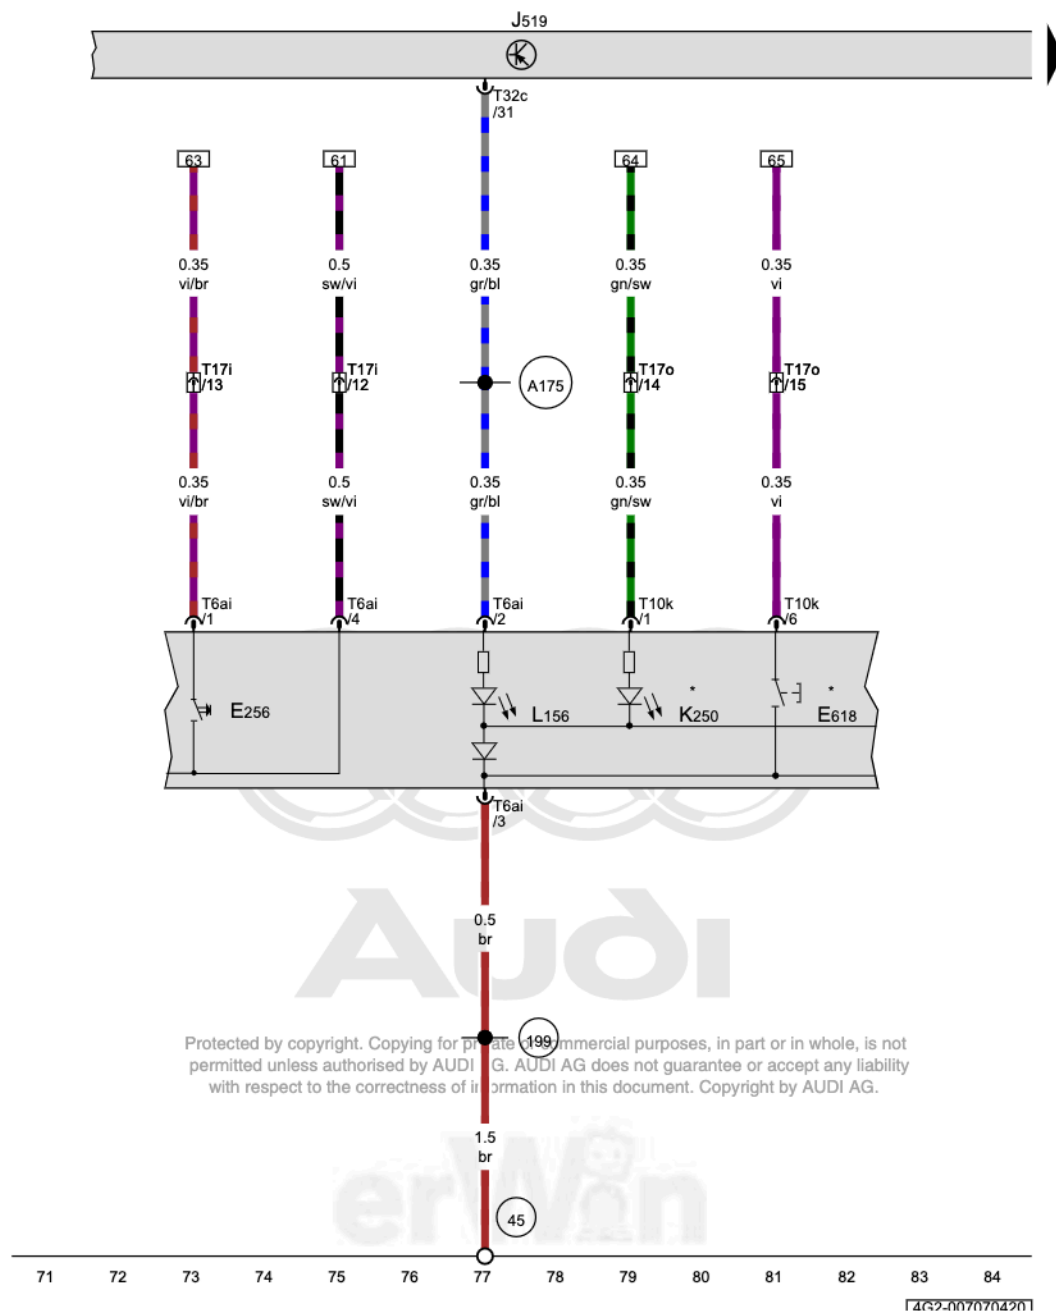 J519
T32c
/31
63
61
64
65
0.35
0.5
0.35
0.35
0.35
vi/br
sw/vi
gr/bl
gn/sw
vi
T17i
/13
T17i
/12
A175
T17o
/14
T17o
/15
0.35
0.5
0.35
0.35
0.35
vi/br
sw/vi
gr/bl
gn/sw
vi
T6ai
/1
T6ai
/4
T6ai
/2
T10k
/1
T10k
/6
E256
L156
*
K250
*
E618
T6ai
/3
0.5
br
Audi
199
Protected by copyright. Copying for private or commercial purposes, in part or in whole, is not
permitted unless authorised by AUDI AG. AUDI AG does not guarantee or accept any liability
with respect to the correctness of information in this document. Copyright by AUDI AG.
1.5
br
erWin
45
71 72 73 74 75 76 77 78 79 80 81 82 83 84
4G2-007070420